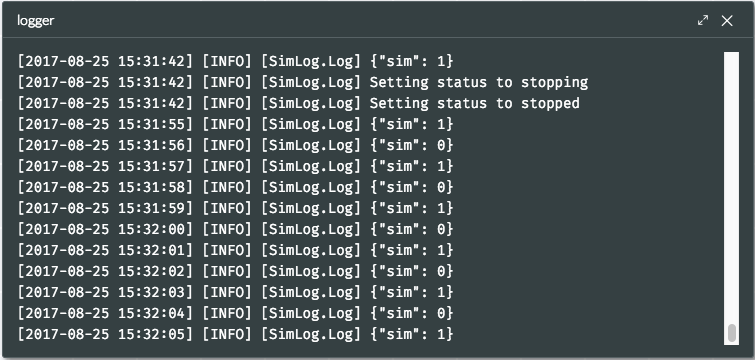 logger
[2017-08-25 15:31:42] [INFO] [SimLog.Log] {"sim": 1}
[2017-08-25 15:31:42] [INFO] [SimLog.Log] Setting status to stopping
[2017-08-25 15:31:42] [INFO] [SimLog.Log] Setting status to stopped
[2017-08-25 15:31:55] [INFO] [SimLog.Log] {"sim": 1}
[2017-08-25 15:31:56] [INFO] [SimLog.Log] {"sim": 0}
[2017-08-25 15:31:57] [INFO] [SimLog.Log] {"sim": 1}
[2017-08-25 15:31:58] [INFO] [SimLog.Log] {"sim": 0}
[2017-08-25 15:31:59] [INFO] [SimLog.Log] {"sim": 1}
[2017-08-25 15:32:00] [INFO] [SimLog.Log] {"sim": 0}
[2017-08-25 15:32:01] [INFO] [SimLog.Log] {"sim": 1}
[2017-08-25 15:32:02] [INFO] [SimLog.Log] {"sim": 0}
[2017-08-25 15:32:03] [INFO] [SimLog.Log] {"sim": 1}
[2017-08-25 15:32:04] [INFO] [SimLog.Log] {"sim": 0}
[2017-08-25 15:32:05] [INFO] [SimLog.Log] {"sim": 1}